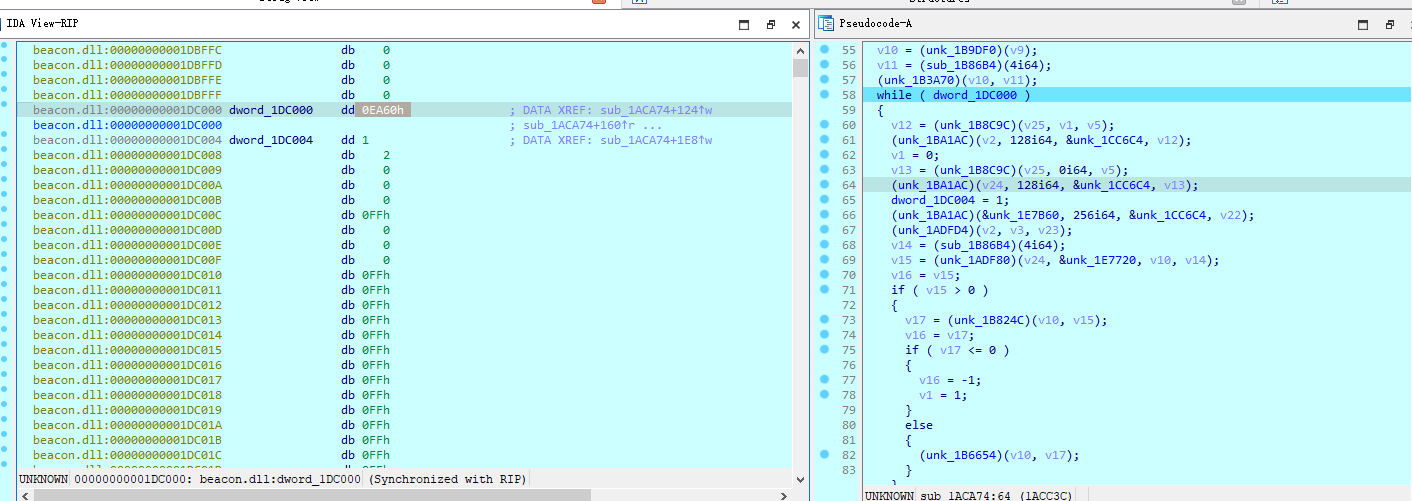 IDA View-RIP
beacon.dll:00000000001DBFFC db 0
beacon.dll:00000000001DBFFD db 0
beacon.dll:00000000001DBFFE db 0
beacon.dll:00000000001DBFFF db 0
beacon.dll:00000000001DC000 dword_1DC000 dd 0EA60h ; DATA XREF: sub_1ACA74+124↑w
beacon.dll:00000000001DC000 ; sub_1ACA74+160↑r ...
beacon.dll:00000000001DC004 dword_1DC004 dd 1 ; DATA XREF: sub_1ACA74+1E8↑w
beacon.dll:00000000001DC008 db 2
beacon.dll:00000000001DC009 db 0
beacon.dll:00000000001DC00A db 0
beacon.dll:00000000001DC00B db 0
beacon.dll:00000000001DC00C db 0FFh
beacon.dll:00000000001DC00D db 0
beacon.dll:00000000001DC00E db 0
beacon.dll:00000000001DC00F db 0
beacon.dll:00000000001DC010 db 0FFh
beacon.dll:00000000001DC011 db 0FFh
beacon.dll:00000000001DC012 db 0FFh
beacon.dll:00000000001DC013 db 0FFh
beacon.dll:00000000001DC014 db 0FFh
beacon.dll:00000000001DC015 db 0FFh
beacon.dll:00000000001DC016 db 0FFh
beacon.dll:00000000001DC017 db 0FFh
beacon.dll:00000000001DC018 db 0FFh
beacon.dll:00000000001DC019 db 0FFh
beacon.dll:00000000001DC01A db 0FFh
beacon.dll:00000000001DC01B db 0FFh
beacon.dll:00000000001DC01C db 0FFh
UNKNOWN 00000000001DC000: beacon.dll:dword_1DC000 (Synchronized with RIP)
Pseudocode-A
55 v10 = (unk_1B9DF0)(v9);
56 v11 = (sub_1B86B4)(4i64);
57 (unk_1B3A70)(v10, v11);
58 while ( dword_1DC000 )
59 {
60 v12 = (unk_1B8C9C)(v25, v1, v5);
61 (unk_1BA1AC)(v2, 128i64, &unk_1CC6C4, v12);
62 v1 = 0;
63 v13 = (unk_1B8C9C)(v25, 0i64, v5);
64 (unk_1BA1AC)(v24, 128i64, &unk_1CC6C4, v13);
65 dword_1DC004 = 1;
66 (unk_1BA1AC)(&unk_1E7B60, 256i64, &unk_1CC6C4, v22);
67 (unk_1ADFD4)(v2, v3, v23);
68 v14 = (sub_1B86B4)(4i64);
69 v15 = (unk_1ADF80)(v24, &unk_1E7720, v10, v14);
70 v16 = v15;
71 if ( v15 > 0 )
72 {
73 v17 = (unk_1B824C)(v10, v15);
74 v16 = v17;
75 if ( v17 <= 0 )
76 {
77 v16 = -1;
78 v1 = 1;
79 }
80 else
81 {
82 (unk_1B6654)(v10, v17);
83 }
UNKNOWN sub_1ACA74:64 (1ACC3C)